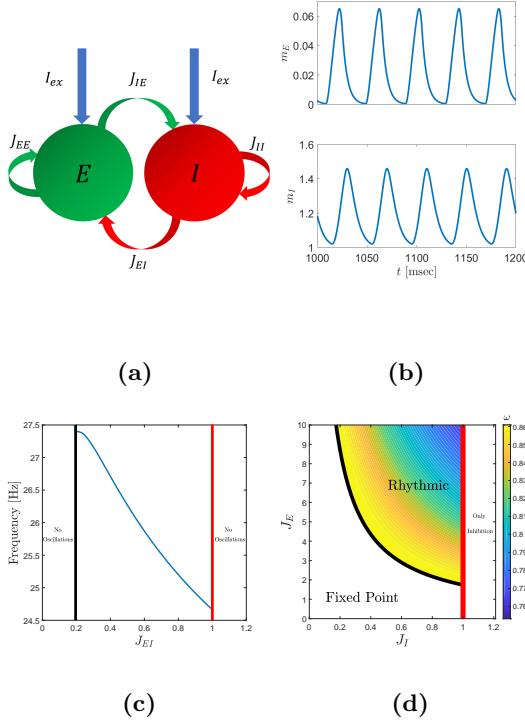 I_ex
J_IE
I_ex
J_EE
E
I
J_II
J_EI
(a)
m_E
0.06
0.04
0.02
0
m_I
1.6
1.4
1.2
1
1000 1050 1100 1150 1200
t [msec]
(b)
Frequency [Hz]
27.5
27
26.5
26
25.5
25
24.5
No
Oscillations
No
Oscillations
0 0.2 0.4 0.6 0.8 1 1.2
J_EI
(c)
J_E
10
9
8
7
6
5
4
3
2
1
0
Rhythmic
Fixed Point
Only
Inhibition
0 0.2 0.4 0.6 0.8 1 1.2
J_I
ε
0.86
0.85
0.84
0.83
0.82
0.81
0.8
0.79
0.78
0.77
0.76
(d)